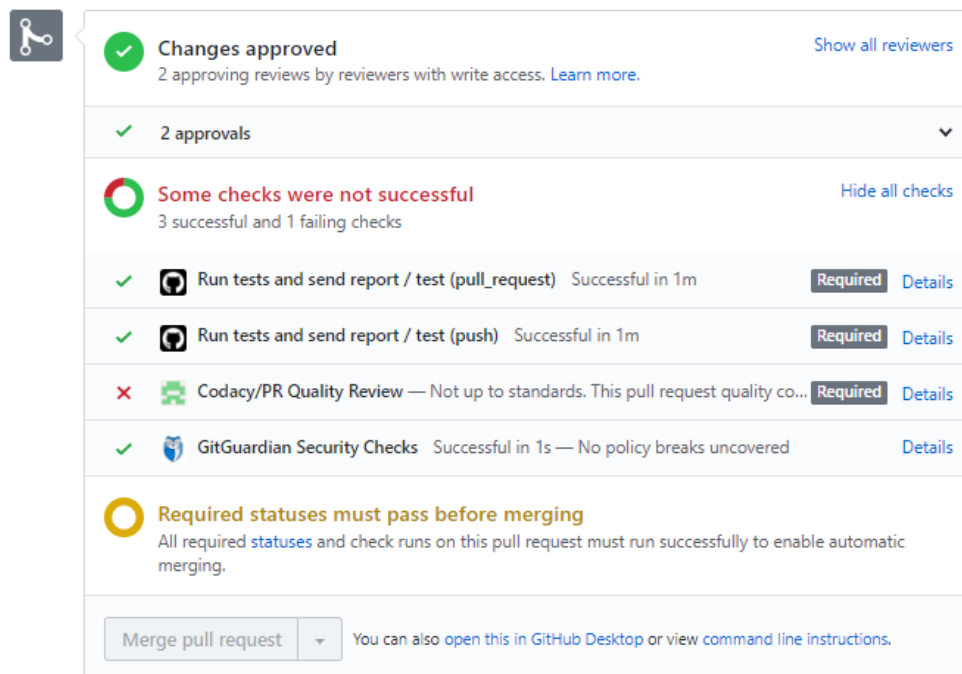 Changes approved
Show all reviewers
2 approving reviews by reviewers with write access. Learn more.
2 approvals
Some checks were not successful
Hide all checks
3 successful and 1 failing checks
Run tests and send report / test (pull_request) Successful in 1m Required Details
Run tests and send report / test (push) Successful in 1m Required Details
Codacy/PR Quality Review — Not up to standards. This pull request quality co... Required Details
GitGuardian Security Checks Successful in 1s — No policy breaks uncovered Details
Required statuses must pass before merging
All required statuses and check runs on this pull request must run successfully to enable automatic
merging.
Merge pull request You can also open this in GitHub Desktop or view command line instructions.